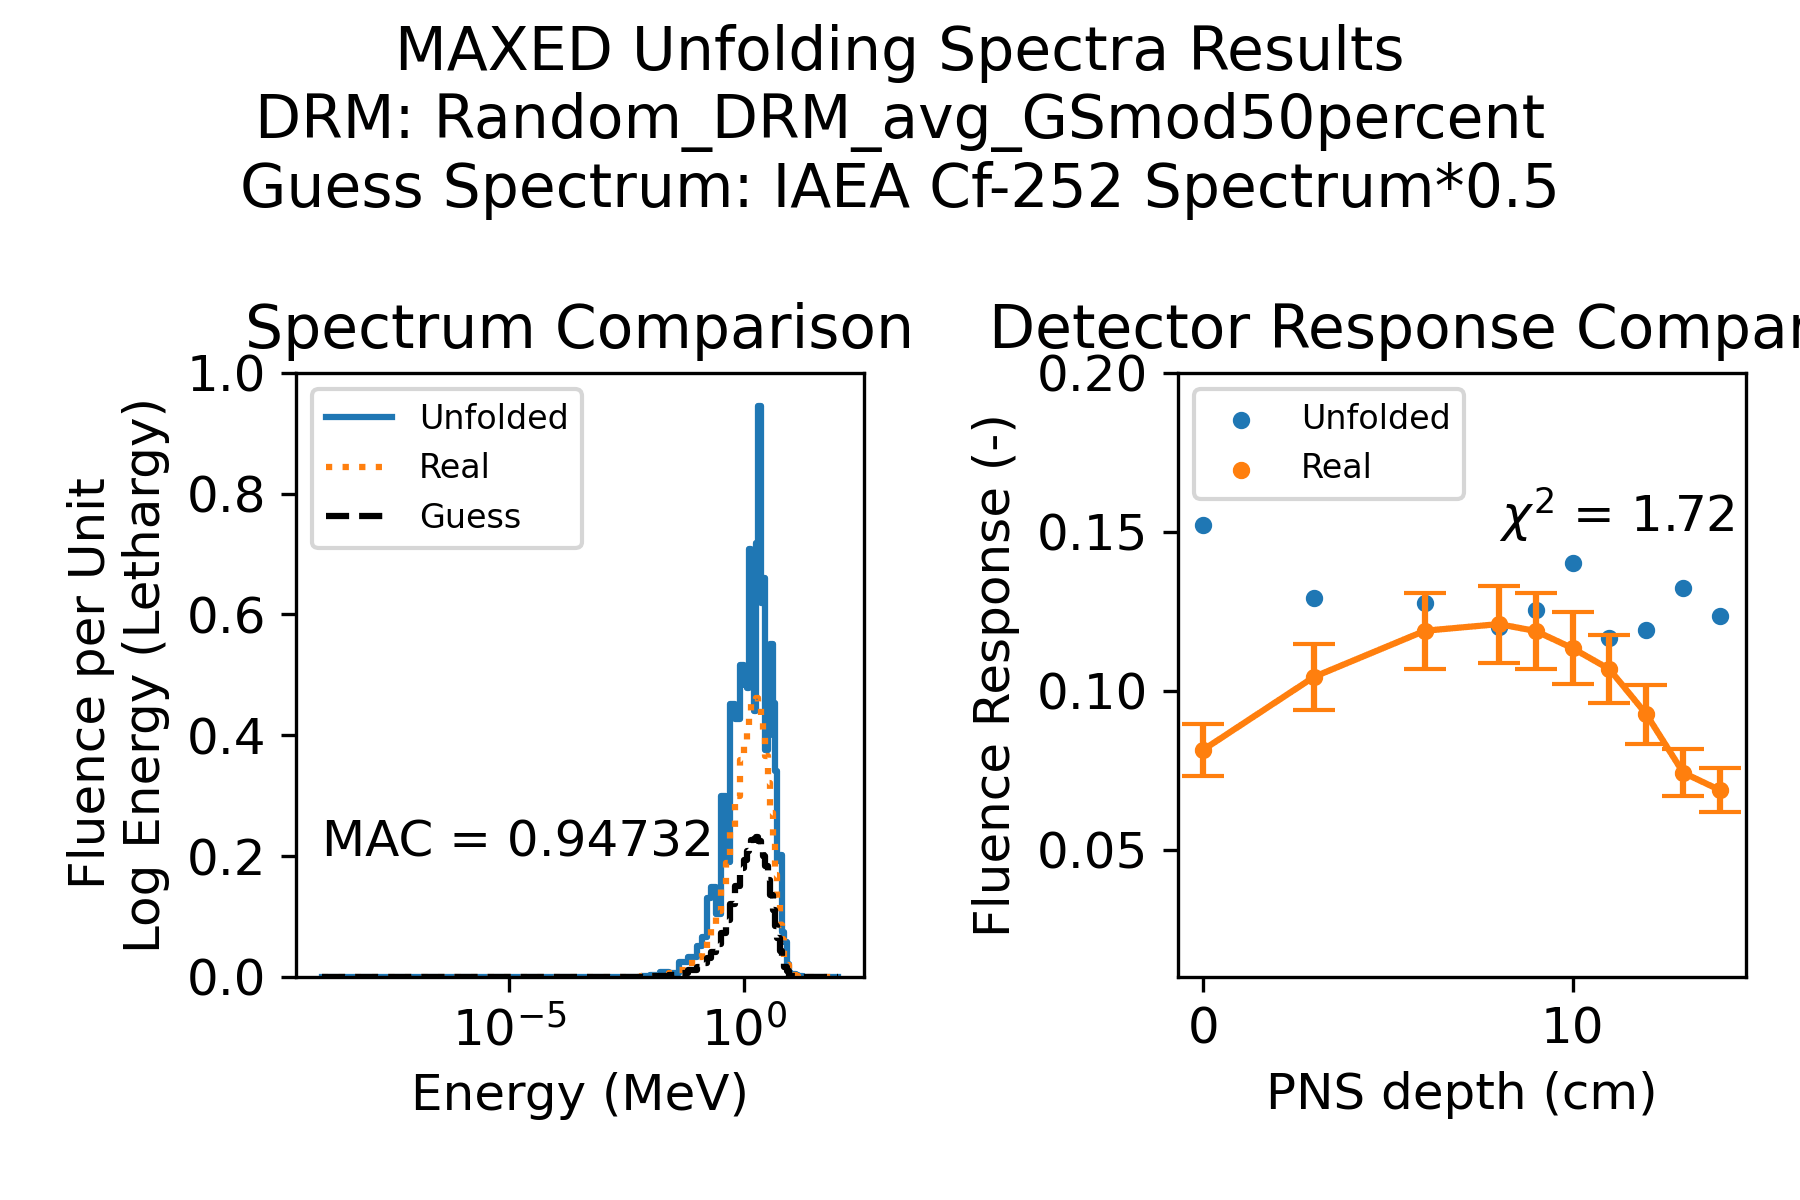 MAXED Unfolding Spectra Results
DRM: Random_DRM_avg_GSmod50percent
Guess Spectrum: IAEA Cf-252 Spectrum*0.5
Spectrum Comparison
1.0
0.8
0.6
0.4
0.2
0.0
Fluence per Unit
Log Energy (Lethargy)
Unfolded
Real
Guess
MAC = 0.94732
10⁻⁵
10⁰
Energy (MeV)
Detector Response Compar
0.20
0.15
0.10
0.05
Fluence Response (-)
Unfolded
Real
χ² = 1.72
0
10
PNS depth (cm)